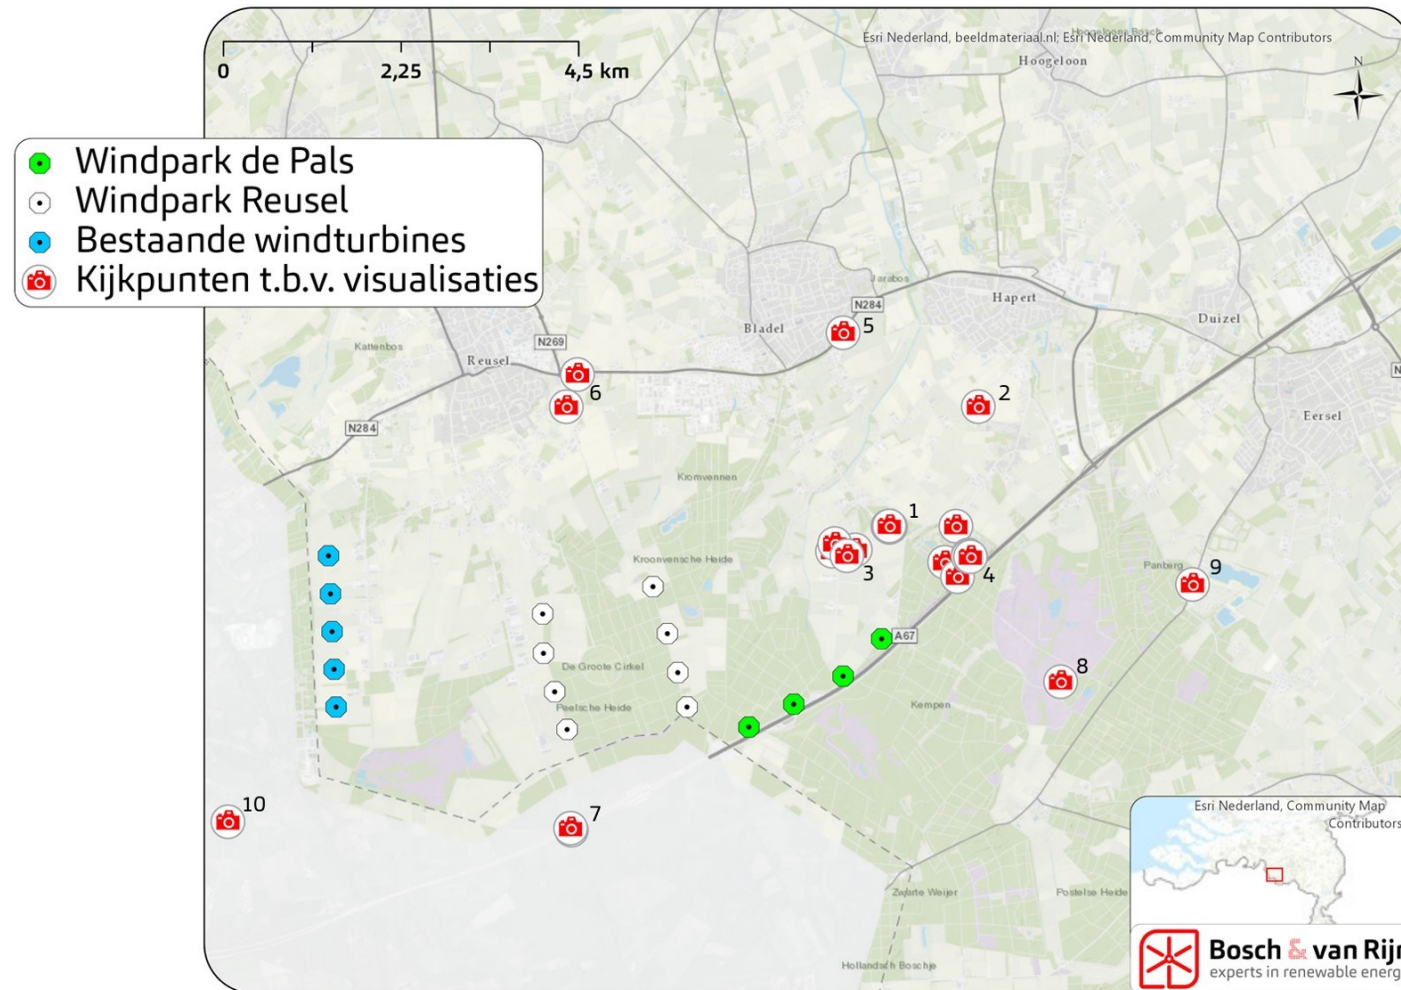 Esri Nederland, beeldmateriaal.nl; Esri Nederland, Community Map Contributors
Hoogeloon
0 2,25 4,5 km
N
Windpark de Pals
Windpark Reusel
Bestaande windturbines
Kijkpunten t.b.v. visualisaties
Jarabos
N284
Hapert
Duizel
Bladel
5
N269
Kattenbos
Reusel
6
2
Eersel
N284
Kromvennen
1
Kroonvensche Heide
3
4
Panberg
9
A67
De Groote Cirkel
8
Peelsche Heide
Kempen
10
7
Esri Nederland, Community Map
Contributors
Zwarte Weijer
Postelse Heide
Hollandsch Boschje
Bosch & van Rijn
experts in renewable energ